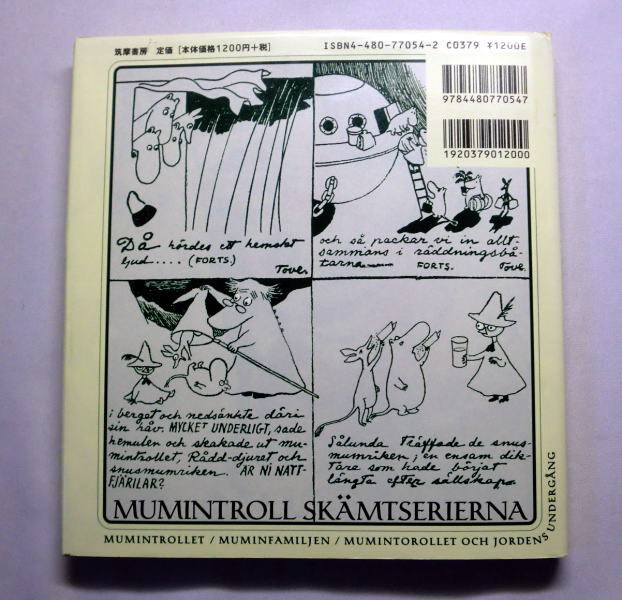 筑摩書房 定価 [本体価格1200円+税]
ISBN4-480-77054-2 C0379 ¥1200E
9784480770547
1920379012000
Då hördes ett hemskt
ljud..... (FORTS.)
Tove.
och så packar vi in allt-
sammans i räddningsbå-
tarna
FORTS. Tove.
i berget och nedsänkte däri
sin håv. MYCKET UNDERLIGT, sade
hemulen och skakade ut mu-
mintrollet, Rådd-djuret och
snusmumriken. ÄR NI NATT-
FJÄRILAR?
Sålunda träffade de snus-
mumriken; en ensam dik-
tare som hade börjat
längta efter sällskap.
MUMINTROLL SKÄMTSERIERNA
MUMINTROLLET / MUMINFAMILJEN / MUMINTOROLLET OCH JORDENS UNDERGÅNG